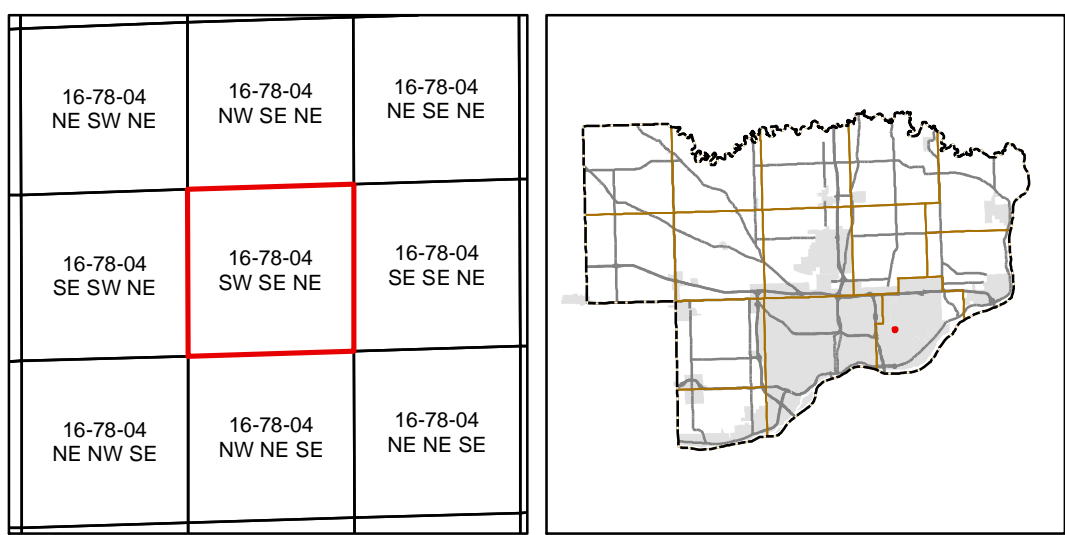 16-78-04
NE SW NE
16-78-04
NW SE NE
16-78-04
NE SE NE
16-78-04
SE SW NE
16-78-04
SW SE NE
16-78-04
SE SE NE
16-78-04
NE NW SE
16-78-04
NW NE SE
16-78-04
NE NE SE